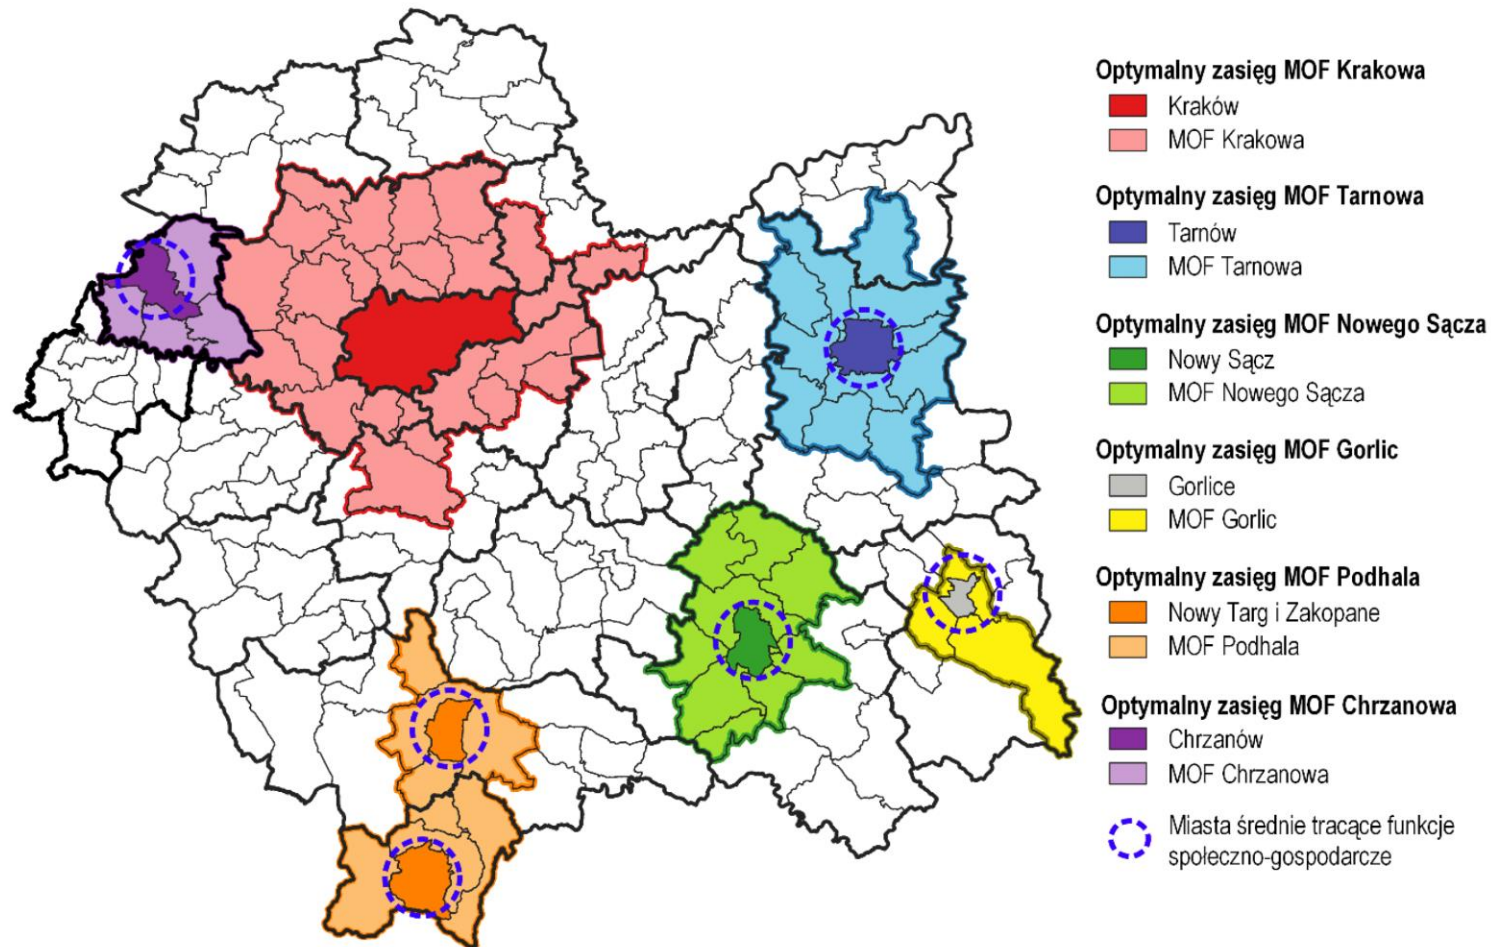 Optymalny zasięg MOF Krakowa
Kraków
MOF Krakowa
Optymalny zasięg MOF Tarnowa
Tarnów
MOF Tarnowa
Optymalny zasięg MOF Nowego Sącza
Nowy Sącz
MOF Nowego Sącza
Optymalny zasięg MOF Gorlic
Gorlice
MOF Gorlic
Optymalny zasięg MOF Podhala
Nowy Targ i Zakopane
MOF Podhala
Optymalny zasięg MOF Chrzanowa
Chrzanów
MOF Chrzanowa
Miasta średnie tracące funkcje
społeczno-gospodarcze